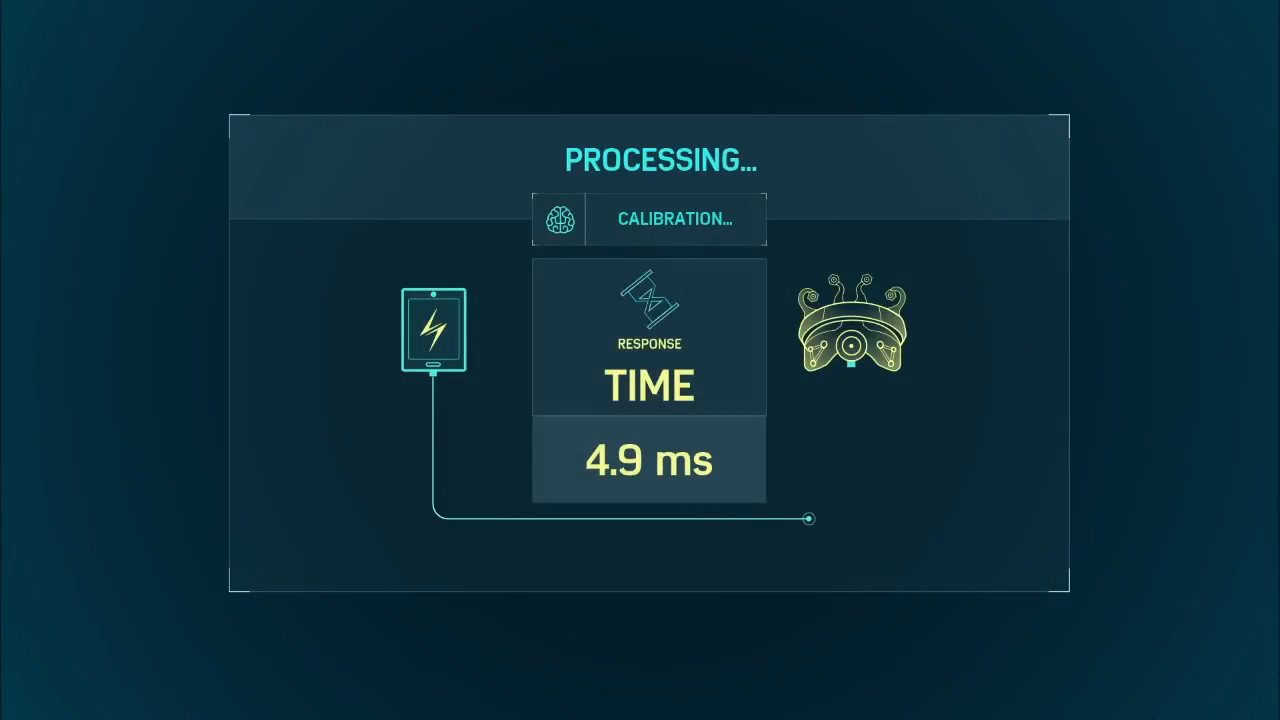 PROCESSING...
CALIBRATION...
RESPONSE
TIME
4.9 ms